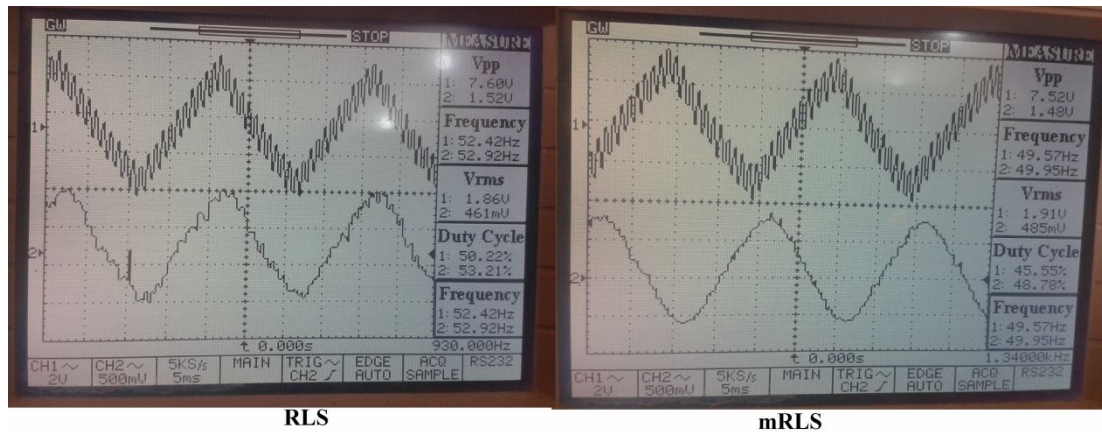 GW
STOP
MEASURE
Vpp
1: 7.60V
2: 1.52V
Frequency
1: 52.42Hz
2: 52.92Hz
Vrms
1: 1.86V
2: 461mV
Duty Cycle
1: 50.22%
2: 53.21%
Frequency
1: 52.42Hz
2: 52.92Hz
1
2
t 0.000s
930.000Hz
CH1 ~ CH2 ~ 5KS/s MAIN TRIG ~ EDGE ACQ RS232
2V 500mV 5ms CH2 AUTO SAMPLE
RLS
GW
STOP
MEASURE
Vpp
1: 7.52V
2: 1.48V
Frequency
1: 49.57Hz
2: 49.95Hz
Vrms
1: 1.91V
2: 485mV
Duty Cycle
1: 45.55%
2: 48.78%
Frequency
1: 49.57Hz
2: 49.95Hz
1
2
t 0.000s
1.34000kHz
CH1 ~ CH2 ~ 5KS/s MAIN TRIG ~ EDGE ACQ RS232
2V 500mV 5ms CH2 AUTO SAMPLE
mRLS